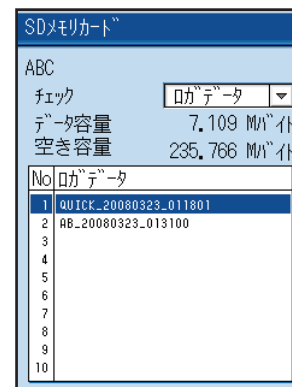 SDメモリカード
ABC
チェック ロガデータ
データ容量 7.109 Mバイト
空き容量 235.766 Mバイト
No ロガデータ
1 QUICK_20080323_011801
2 AB_20080323_013100
3
4
5
6
7
8
9
10